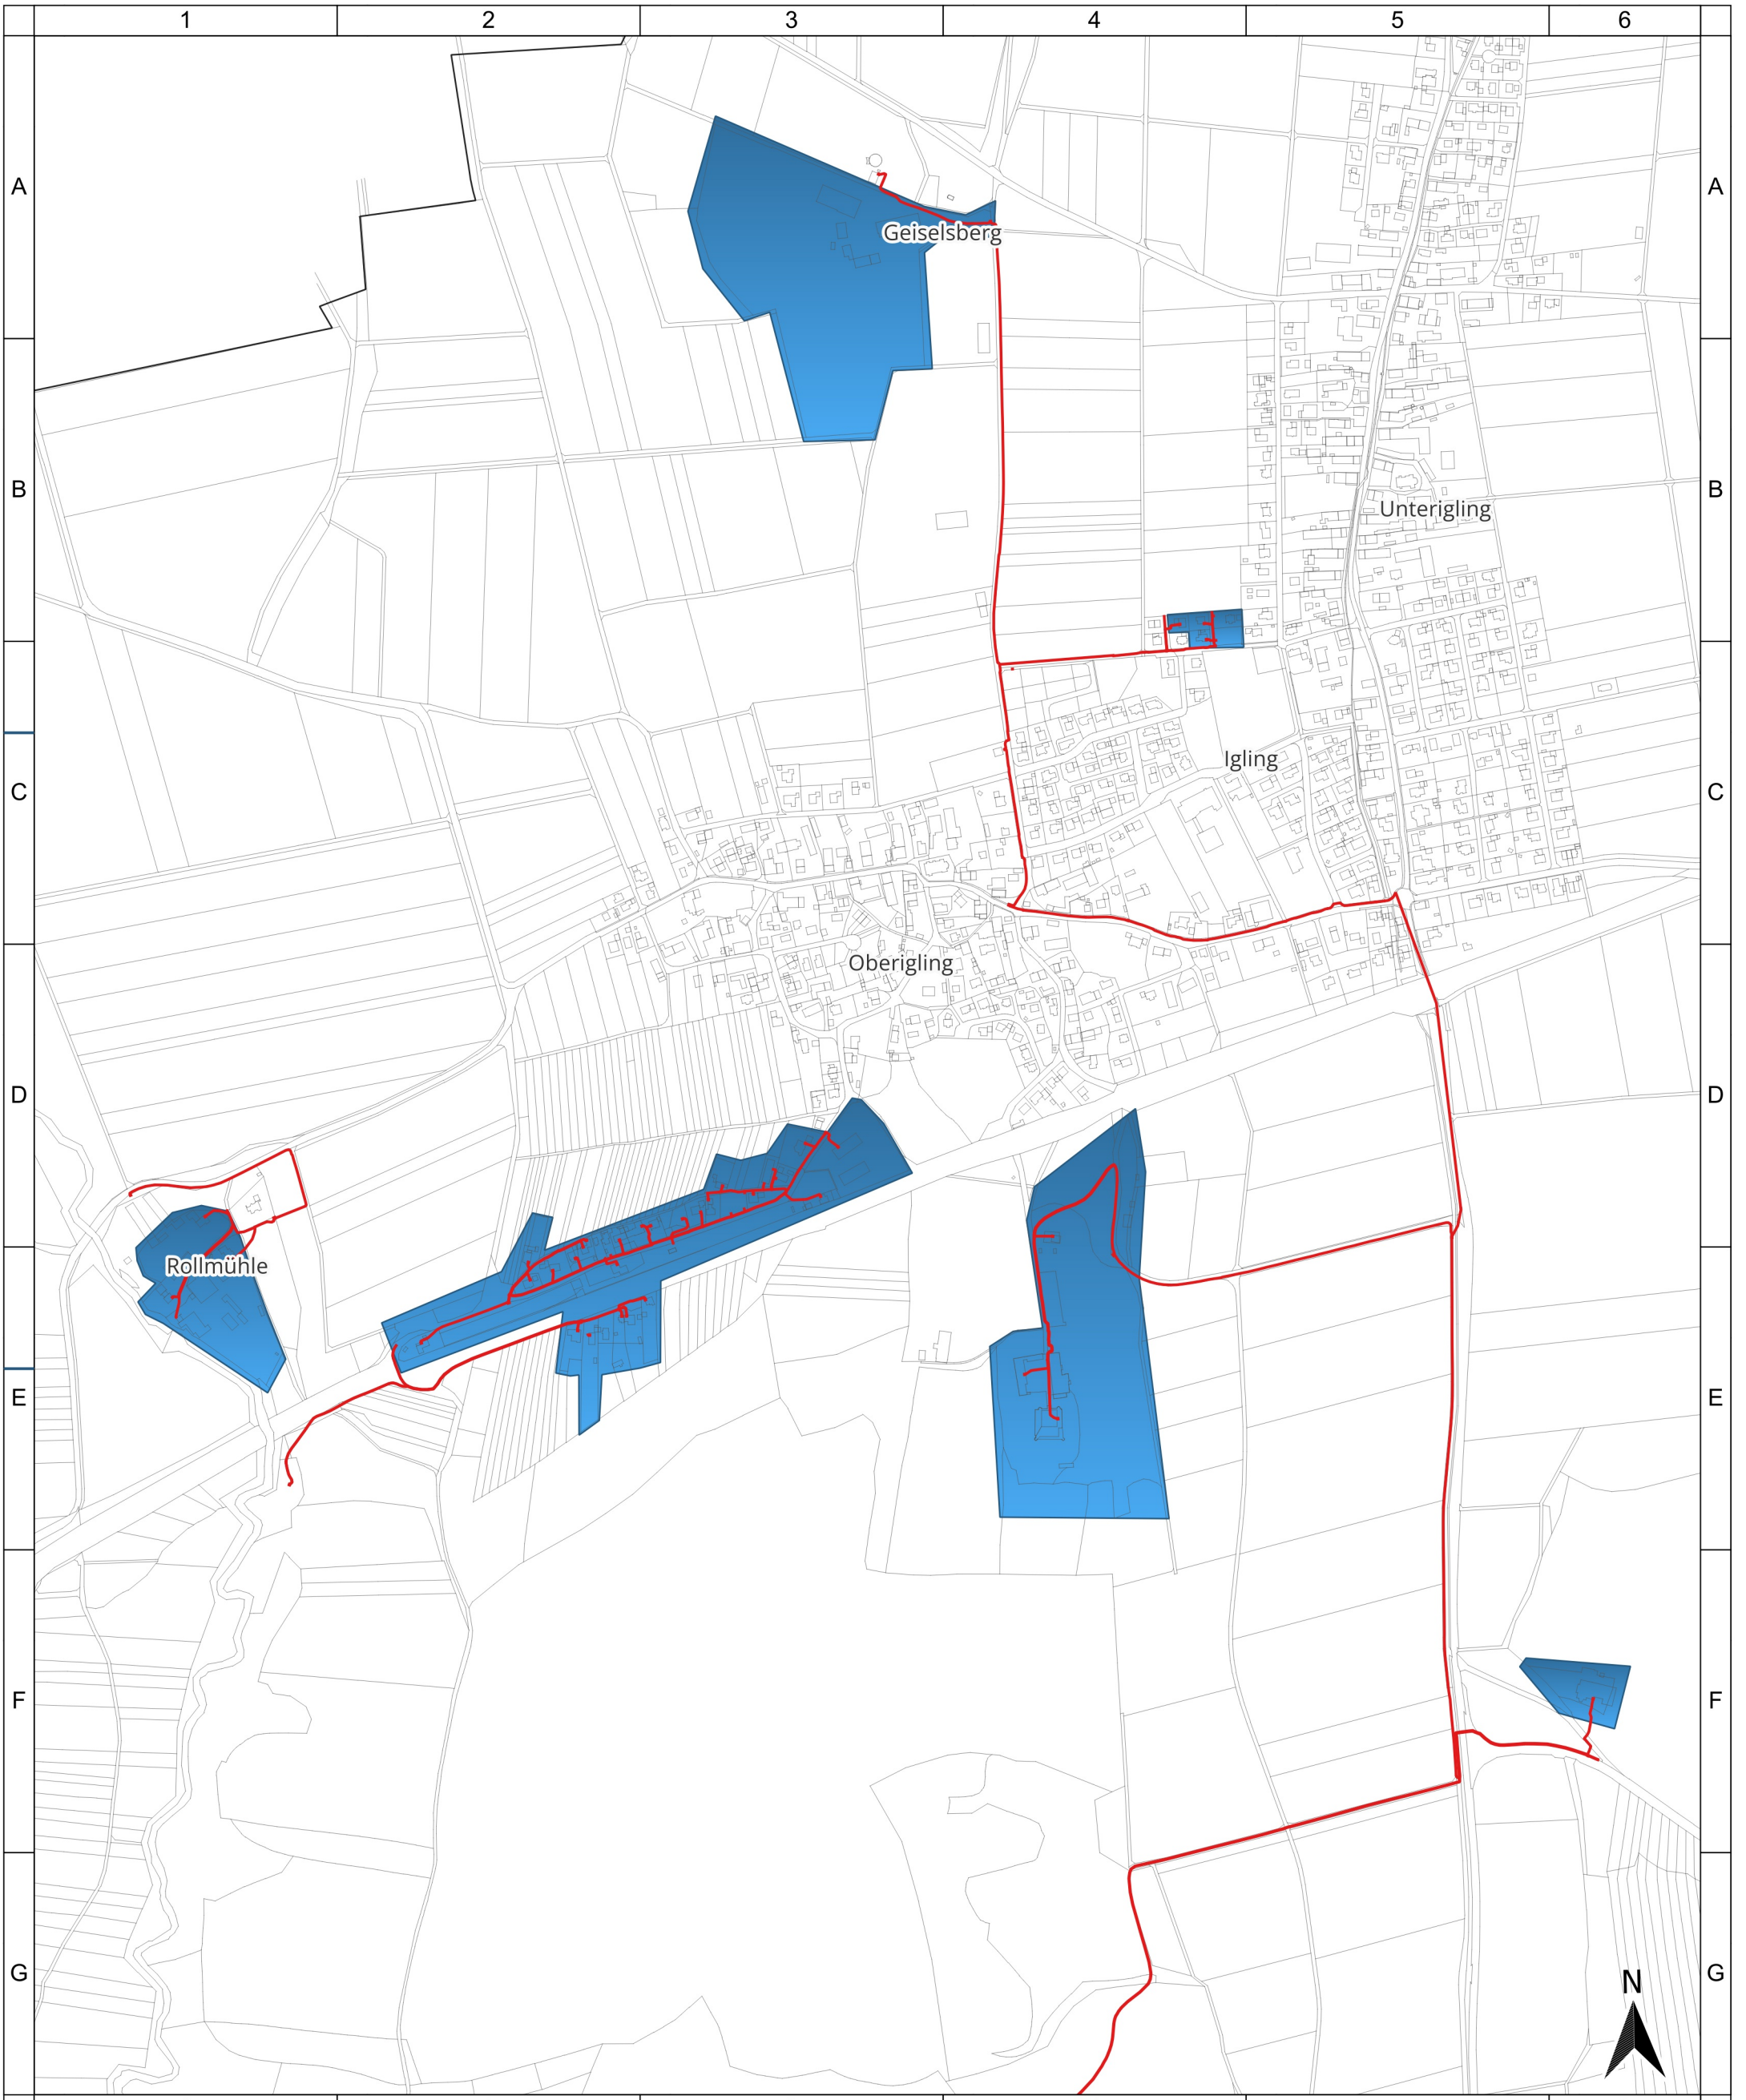 1 2 3 4 5 6
A A
Geiselsberg
B B
Unterigling
Igling
C C
Oberigling
D D
Rollmühle
E E
F F
G G
N